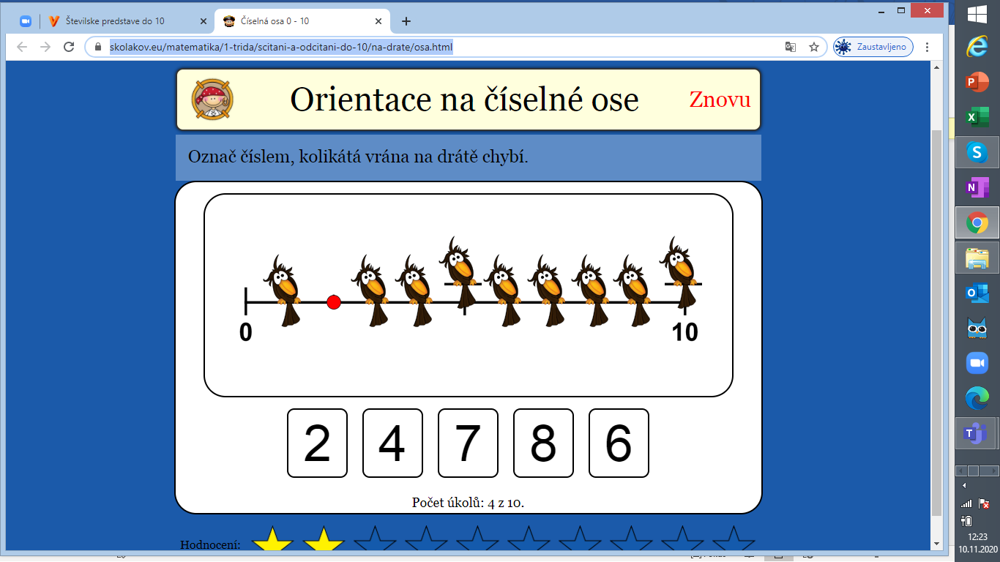 Številske predstave do 10
Číselná osa 0 - 10
skolakov.eu/matematika/1-trida/scitani-a-odcitani-do-10/na-drate/osa.html
Zaustavljeno
Orientace na číselné ose
Znovu
Označ číslem, kolikátá vrána na drátě chybí.
0
10
2 4 7 8 6
Počet úkolů: 4 z 10.
Hodnocení:
12:23
10.11.2020